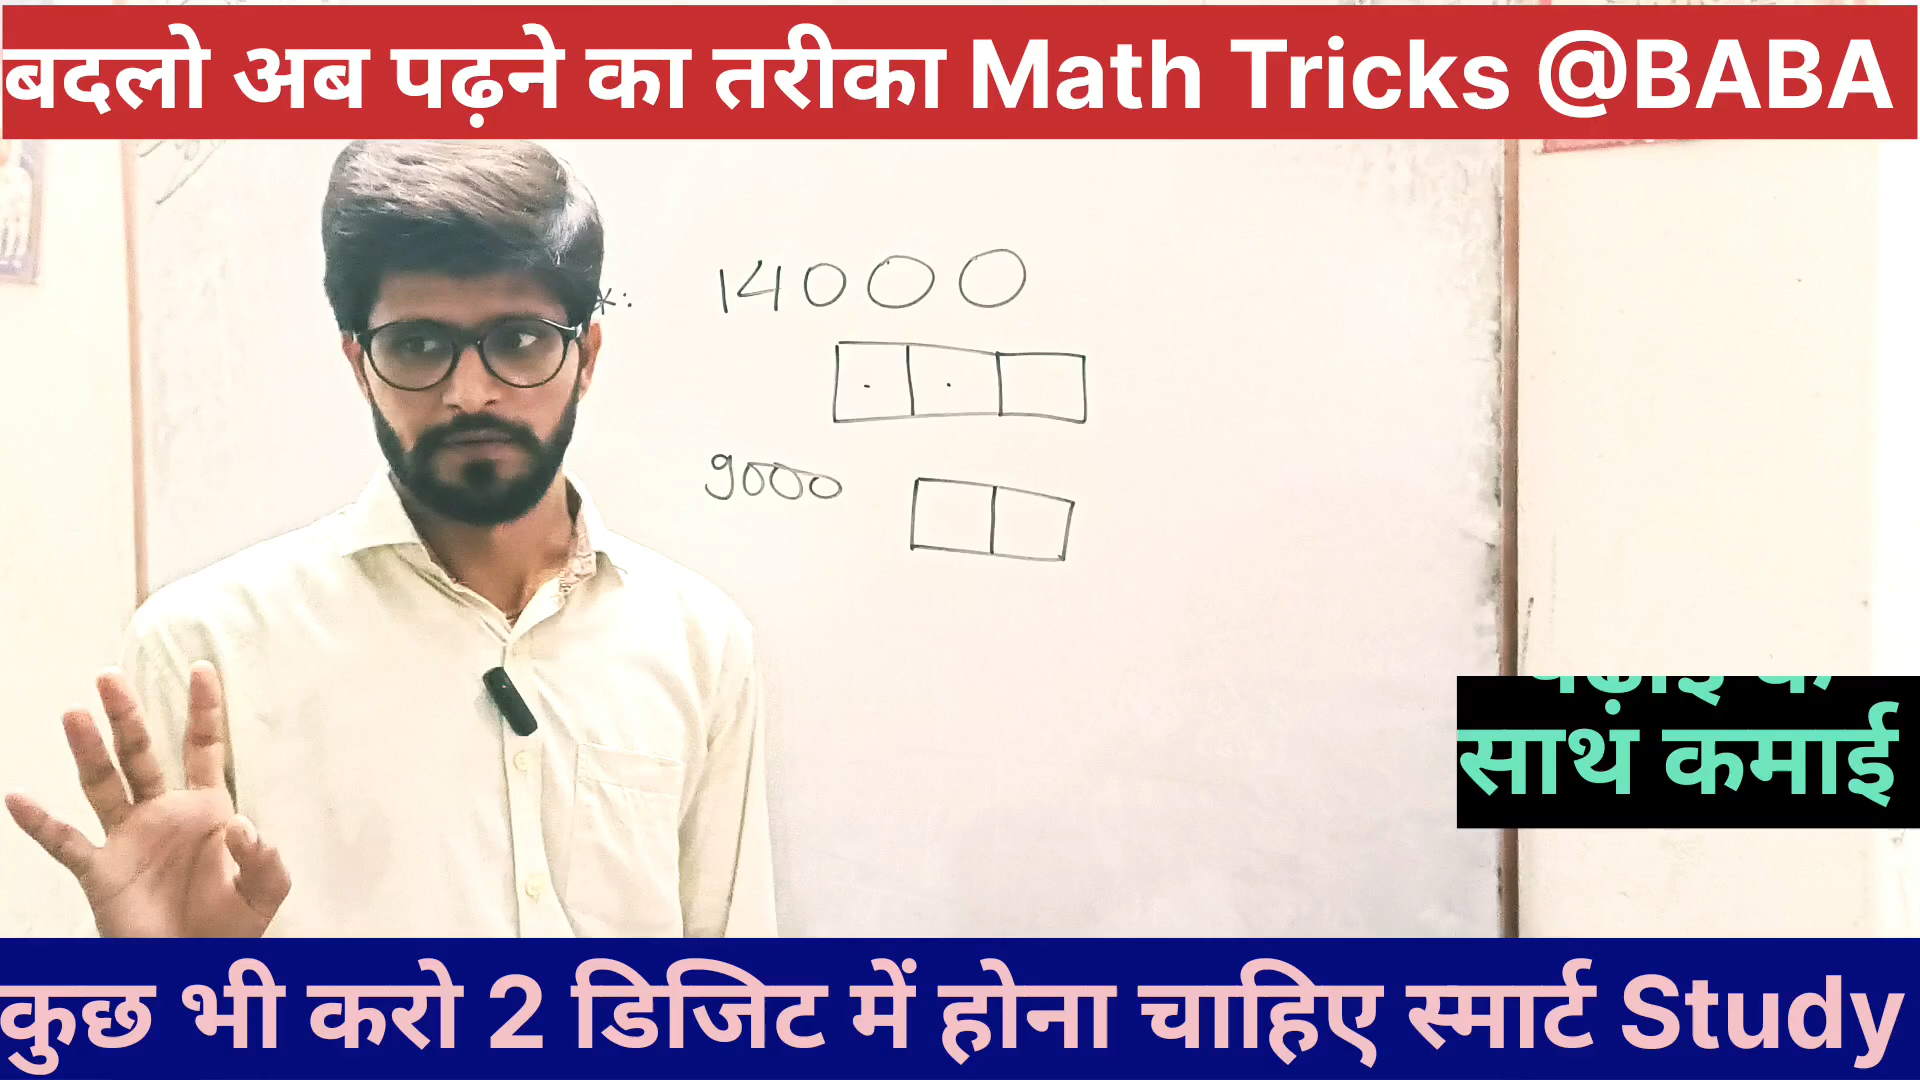 बदलो अब पढ़ने का तरीका Math Tricks @BABA
*: 14000
9000
साथ कमाई
कुछ भी करो 2 डिजिट में होना चाहिए स्मार्ट Study